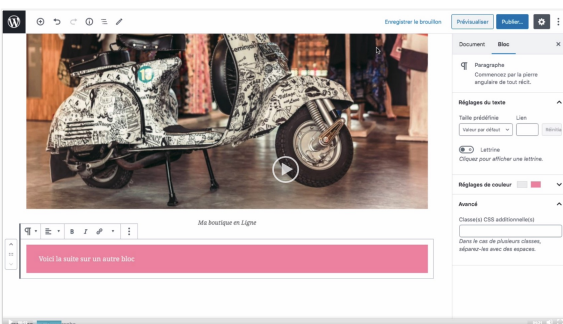 Enregistrer le brouillon
Prévisualiser
Publier...
Document
Bloc
Paragraphe
Commencez par la pierre
angulaire de tout récit.
Réglages du texte
Taille prédéfinie
Lien
Valeur par défaut
Lettrine
Cliquez pour afficher une lettrine.
Réglages de couleur
Avancé
Classe(s) CSS additionnelle(s)
Dans le cas de plusieurs classes,
séparez-les avec des espaces.
Ma boutique en Ligne
B I
Voici la suite sur un autre bloc